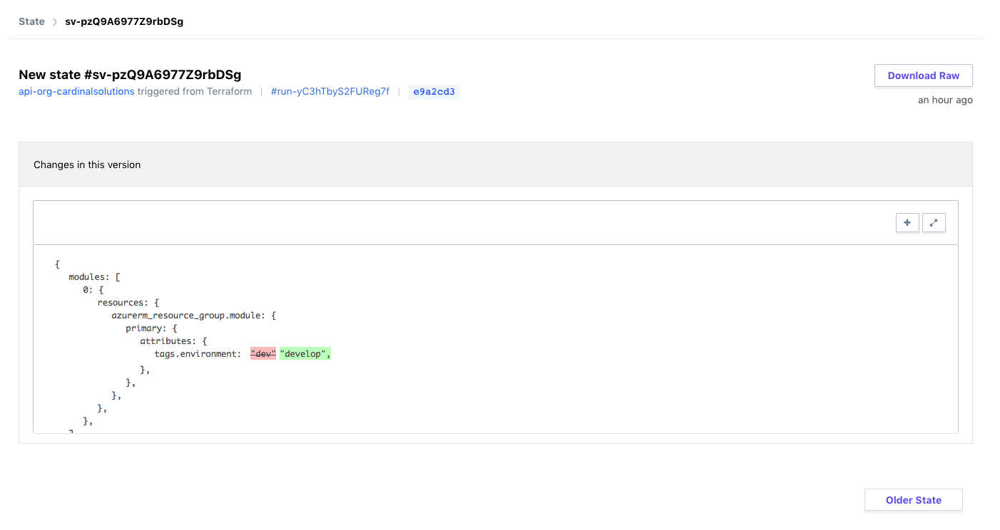 State › sv-pzQ9A6977Z9rbDSg
New state #sv-pzQ9A6977Z9rbDSg
Download Raw
api-org-cardinalsolutions triggered from Terraform | #run-yC3hTbyS2FUReg7f | e9a2cd3
an hour ago
Changes in this version
{
modules: [
0: {
resources: {
azurerm_resource_group.module: {
primary: {
attributes: {
tags.environment: "dev" "develop",
},
},
},
},
},
]
Older State